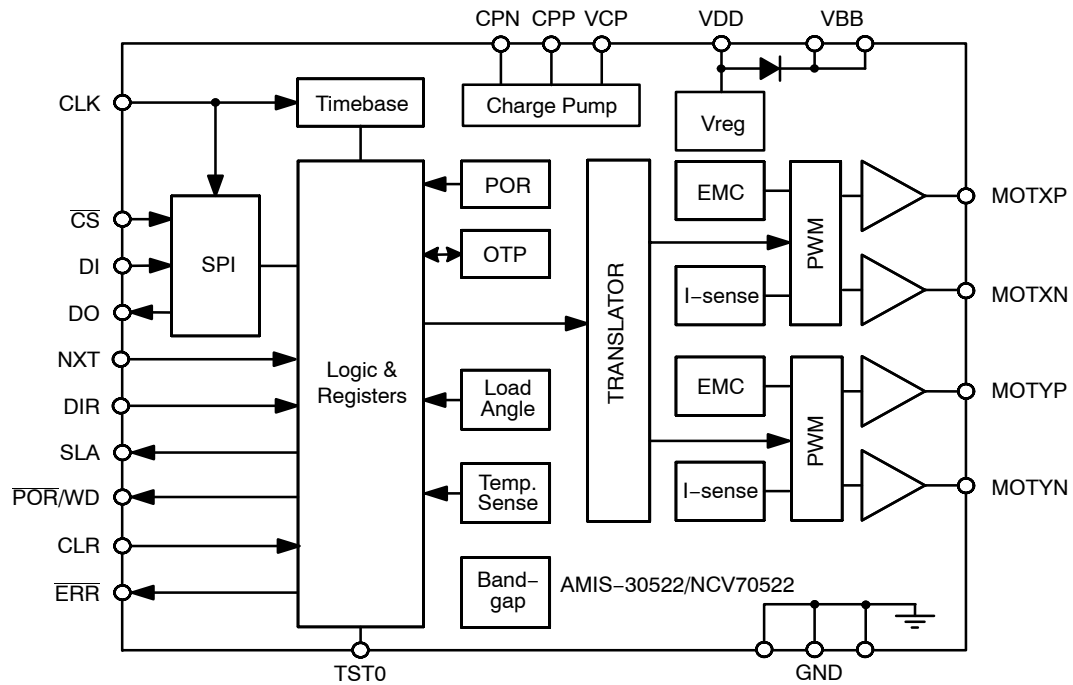 CPN CPP VCP VDD VBB
CLK
Timebase
Charge Pump
Vreg
POR
EMC
MOTXP
CS
DI
SPI
OTP
PWM
DO
I−sense
MOTXN
NXT
Logic &
Registers
TRANSLATOR
DIR
Load
Angle
EMC
MOTYP
SLA
PWM
POR/WD
Temp.
Sense
I−sense
MOTYN
CLR
ERR
Band−
gap
AMIS−30522/NCV70522
TST0
GND